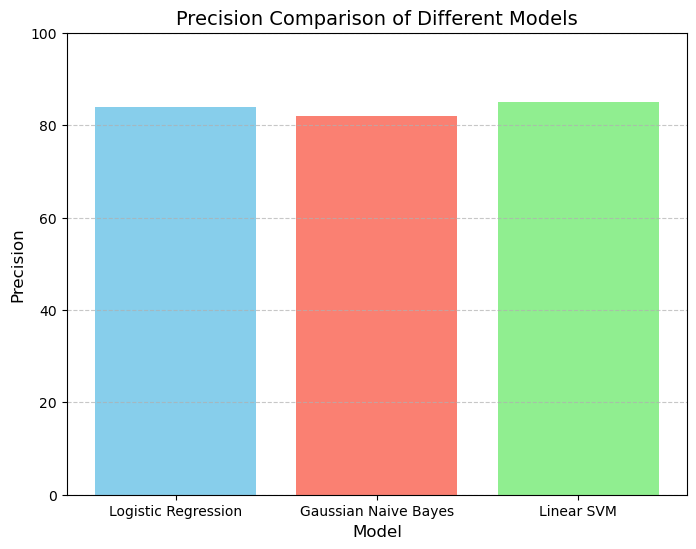 Precision Comparison of Different Models
100
80
60
40
20
0
Precision
Logistic Regression
Gaussian Naive Bayes
Linear SVM
Model